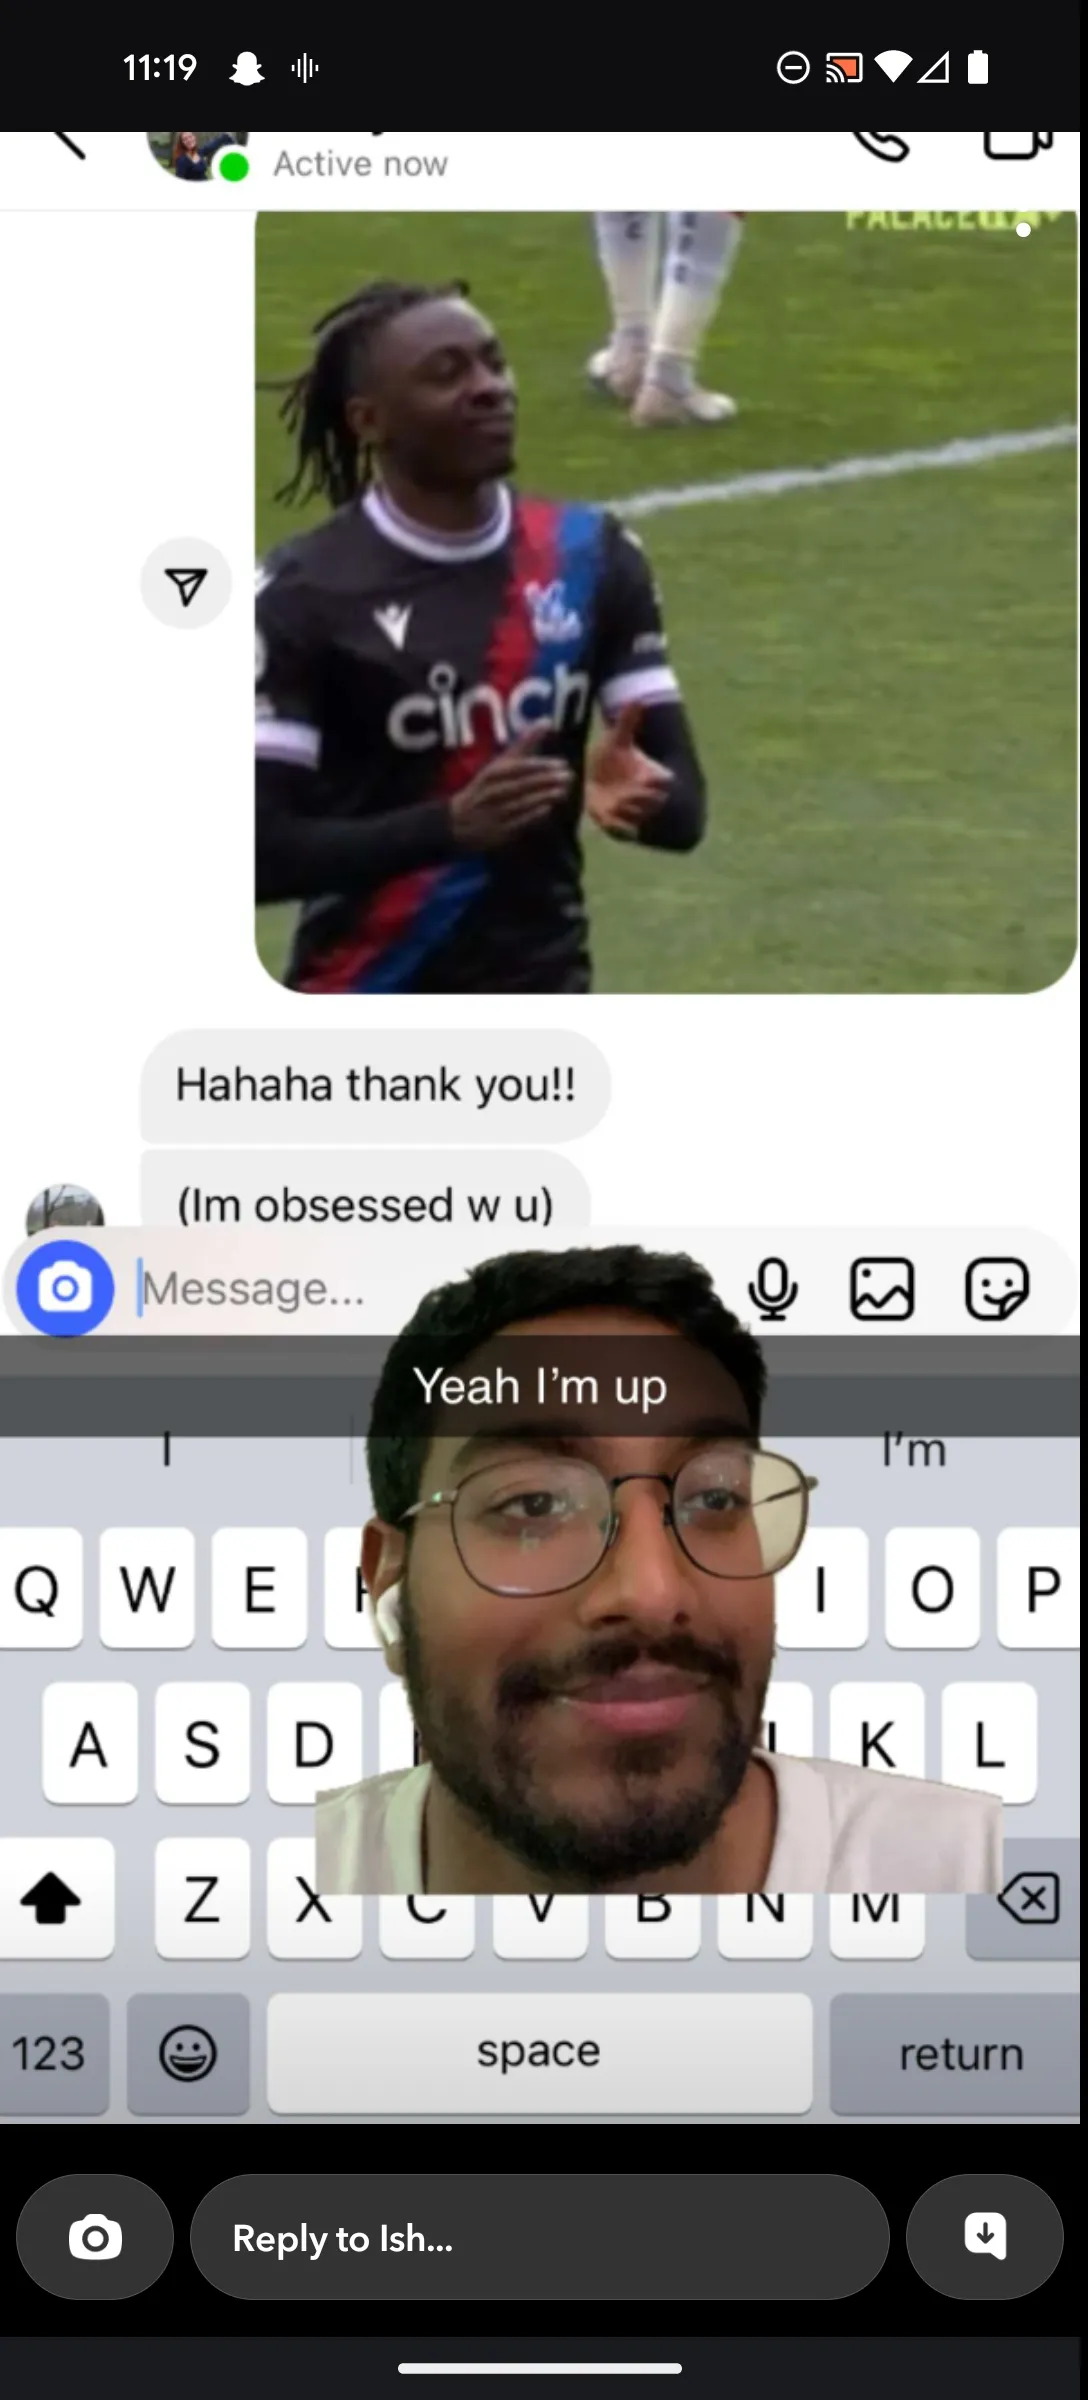 11:19
Active now
cinch
Hahaha thank you!!
(Im obsessed w u)
Message...
Yeah I'm up
I I'm
Q W E I O P
A S D K L
Z X C V B N M
123 space return
Reply to Ish...